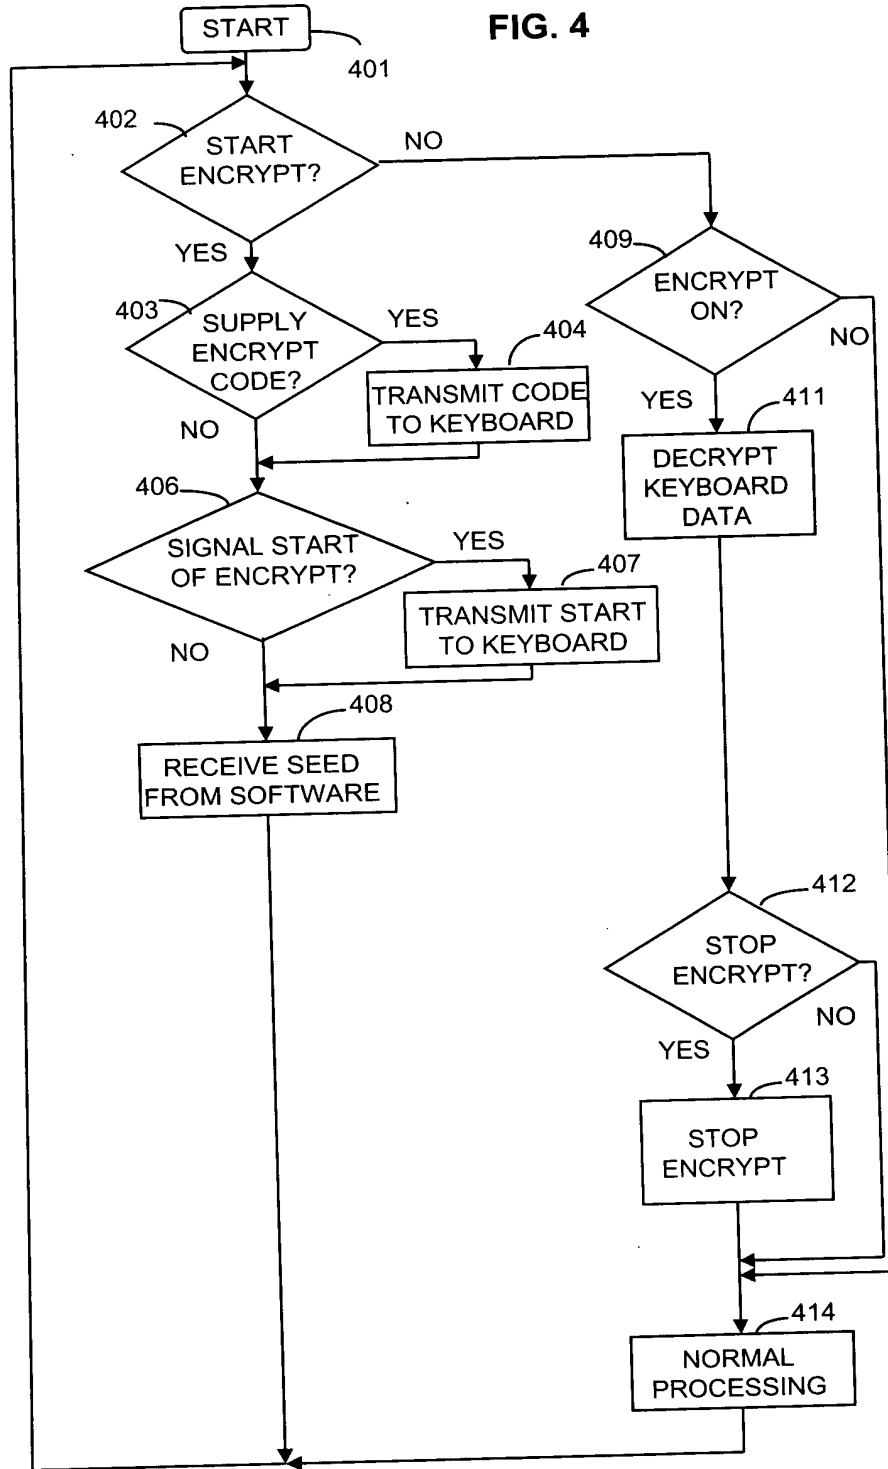 FIG. 4
START
401
402
START
ENCRYPT?
NO
YES
409
ENCRYPT
ON?
NO
YES
403
SUPPLY
ENCRYPT
CODE?
YES
NO
404
TRANSMIT CODE
TO KEYBOARD
411
DECRYPT
KEYBOARD
DATA
406
SIGNAL START
OF ENCRYPT?
YES
NO
407
TRANSMIT START
TO KEYBOARD
408
RECEIVE SEED
FROM SOFTWARE
412
STOP
ENCRYPT?
NO
YES
413
STOP
ENCRYPT
414
NORMAL
PROCESSING